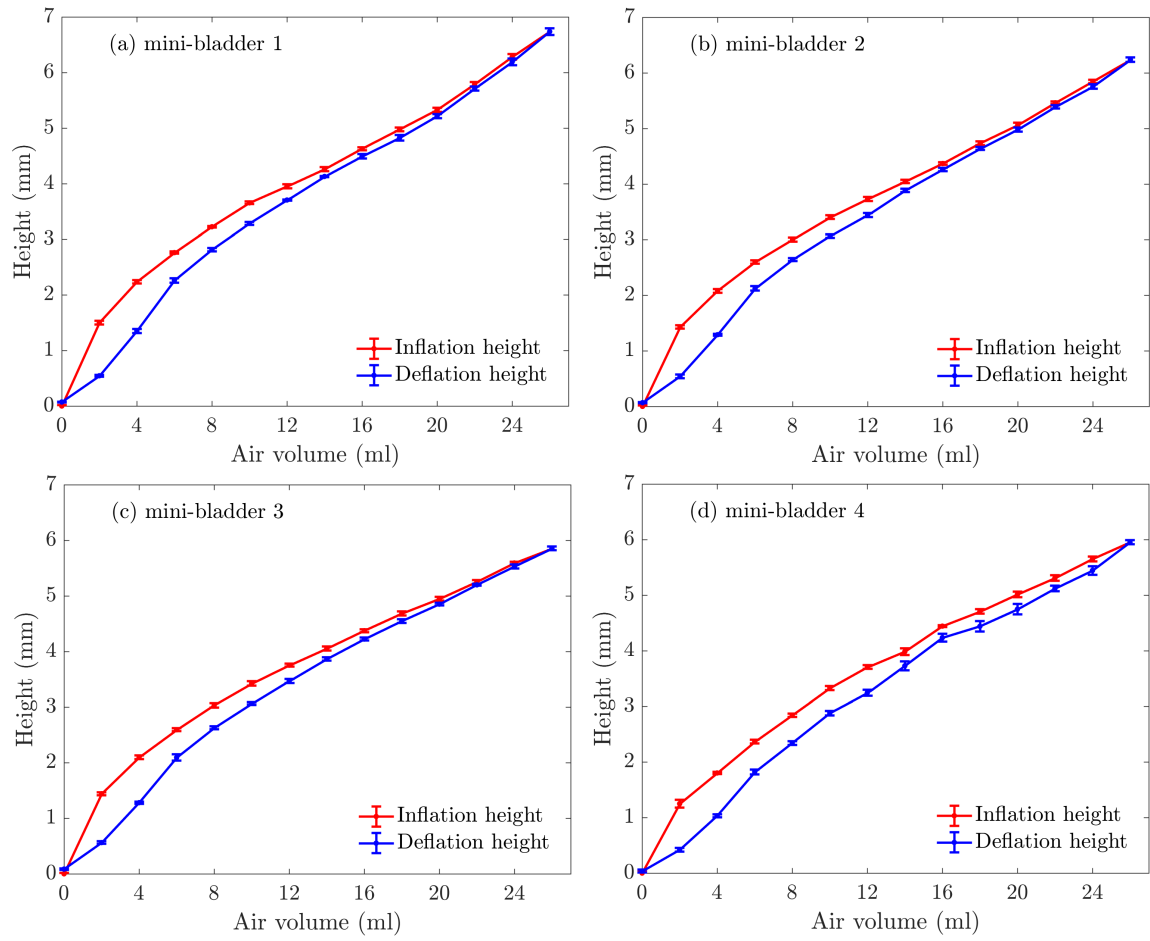 (a) mini-bladder 1
7
6
5
4
3
2
1
0
Height (mm)
Inflation height
Deflation height
0 4 8 12 16 20 24
Air volume (ml)
(b) mini-bladder 2
7
6
5
4
3
2
1
0
Height (mm)
Inflation height
Deflation height
0 4 8 12 16 20 24
Air volume (ml)
(c) mini-bladder 3
7
6
5
4
3
2
1
0
Height (mm)
Inflation height
Deflation height
0 4 8 12 16 20 24
Air volume (ml)
(d) mini-bladder 4
7
6
5
4
3
2
1
0
Height (mm)
Inflation height
Deflation height
0 4 8 12 16 20 24
Air volume (ml)